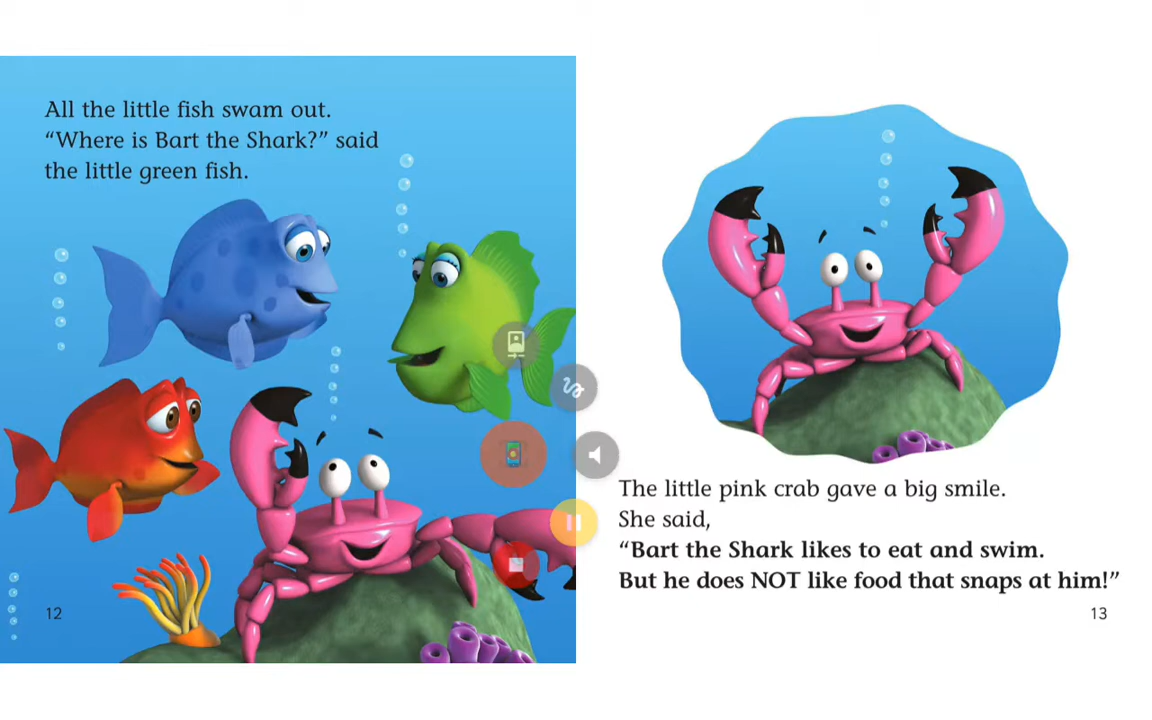 All the little fish swam out.
“Where is Bart the Shark?” said
the little green fish.
12
The little pink crab gave a big smile.
She said,
“Bart the Shark likes to eat and swim.
But he does NOT like food that snaps at him!”
13